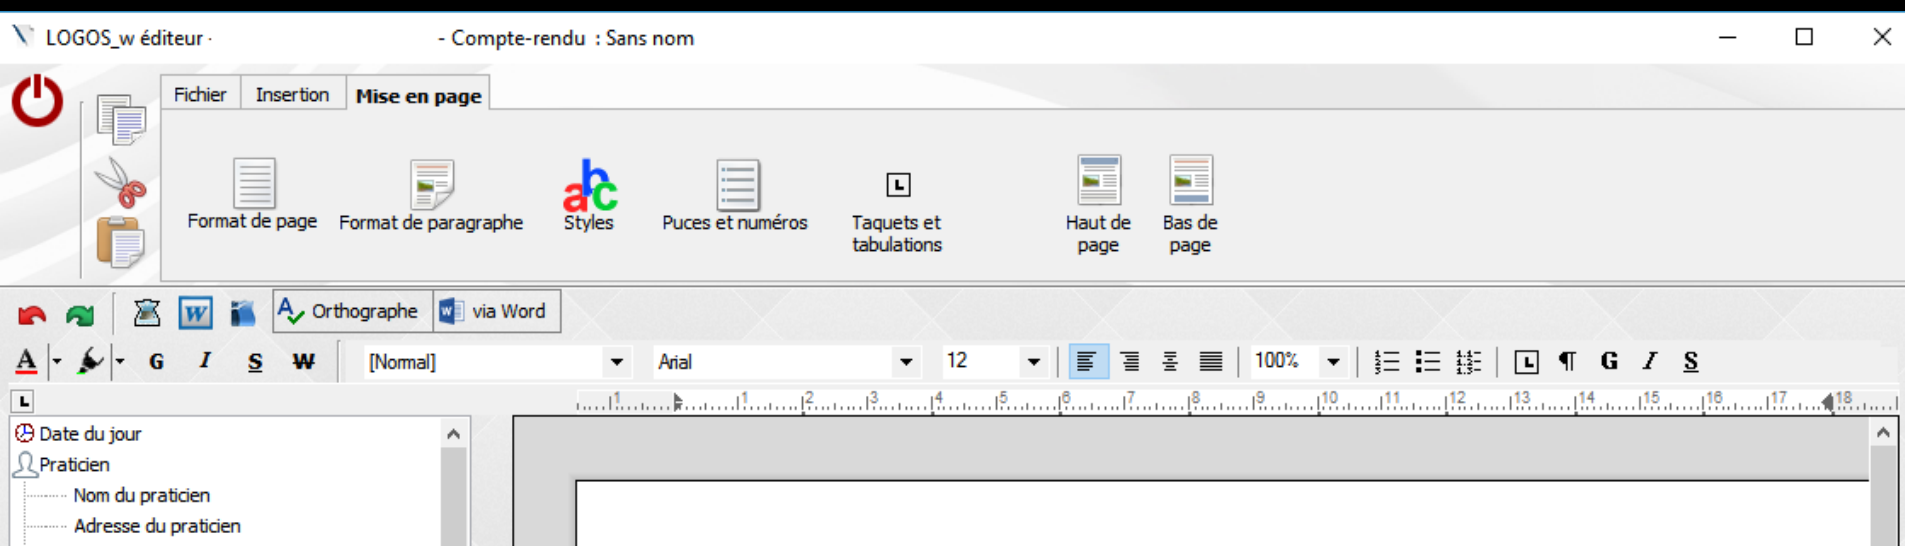 LOGOS_w éditeur - - Compte-rendu : Sans nom
Fichier Insertion Mise en page
Format de page Format de paragraphe Styles Puces et numéros Taquets et tabulations Haut de page Bas de page
Orthographe via Word
A G I S W [Normal] Arial 12 100% ¶ G I S
L 1 1 2 3 4 5 6 7 8 9 10 11 12 13 14 15 16 17 18
Date du jour
Praticien
Nom du praticien
Adresse du praticien